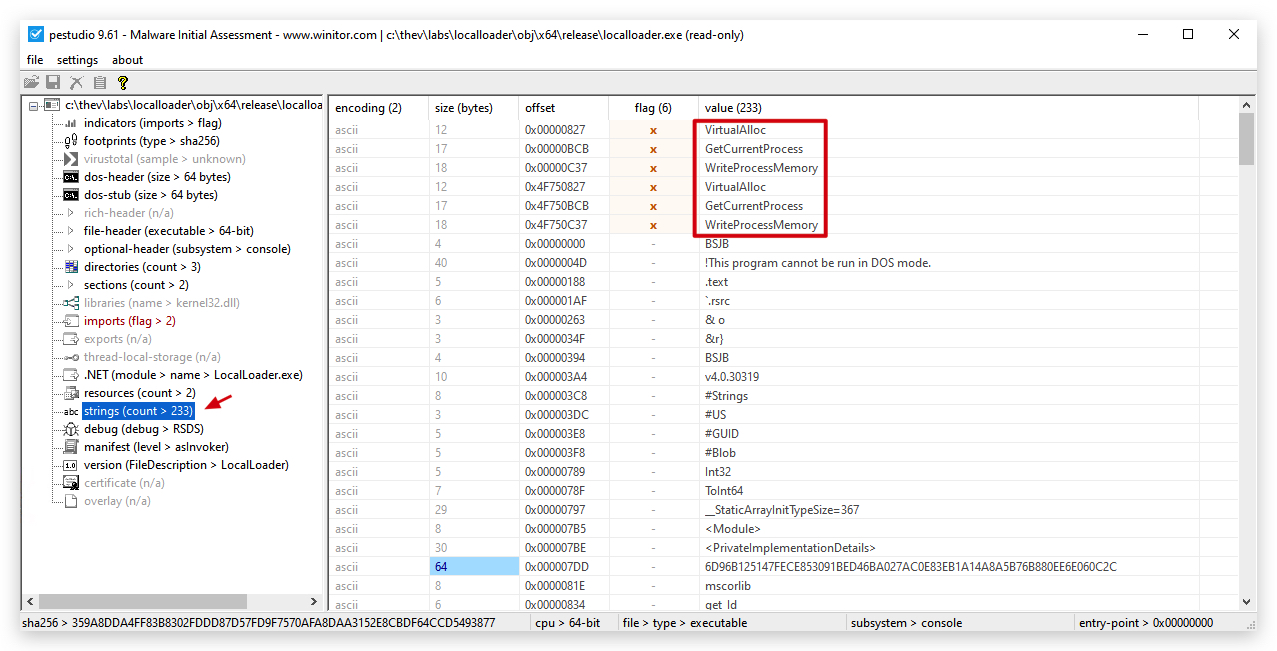 pestudio 9.61 - Malware Initial Assessment - www.winitor.com | c:\thev\labs\localloader\obj\x64\release\localloader.exe (read-only)
file settings about
c:\thev\labs\localloader\obj\x64\release\localloa
indicators (imports > flag)
footprints (type > sha256)
virustotal (sample > unknown)
dos-header (size > 64 bytes)
dos-stub (size > 64 bytes)
rich-header (n/a)
file-header (executable > 64-bit)
optional-header (subsystem > console)
directories (count > 3)
sections (count > 2)
libraries (name > kernel32.dll)
imports (flag > 2)
exports (n/a)
thread-local-storage (n/a)
.NET (module > name > LocalLoader.exe)
resources (count > 2)
abc strings (count > 233)
debug (debug > RSDS)
manifest (level > asInvoker)
1.0 version (FileDescription > LocalLoader)
certificate (n/a)
overlay (n/a)
encoding (2) size (bytes) offset flag (6) value (233)
ascii 12 0x00000827 x VirtualAlloc
ascii 17 0x00000BCB x GetCurrentProcess
ascii 18 0x00000C37 x WriteProcessMemory
ascii 12 0x4F750827 x VirtualAlloc
ascii 17 0x4F750BCB x GetCurrentProcess
ascii 18 0x4F750C37 x WriteProcessMemory
ascii 4 0x00000000 - BSJB
ascii 40 0x0000004D - !This program cannot be run in DOS mode.
ascii 5 0x00000188 - .text
ascii 6 0x000001AF - `.rsrc
ascii 3 0x00000263 - & o
ascii 3 0x0000034F - &r}
ascii 4 0x00000394 - BSJB
ascii 10 0x000003A4 - v4.0.30319
ascii 8 0x000003C8 - #Strings
ascii 3 0x000003DC - #US
ascii 5 0x000003E8 - #GUID
ascii 5 0x000003F8 - #Blob
ascii 5 0x00000789 - Int32
ascii 7 0x0000078F - ToInt64
ascii 29 0x00000797 - __StaticArrayInitTypeSize=367
ascii 8 0x000007B5 - <Module>
ascii 30 0x000007BE - <PrivateImplementationDetails>
ascii 64 0x000007DD - 6D96B125147FECE853091BED46BA027AC0E83EB1A14A8A5B76B880EE6E060C2C
ascii 8 0x0000081E - mscorlib
ascii 6 0x00000834 - get_Id
sha256 > 359A8DDA4FF83B8302FDDD87D57FD9F7570AFA8DAA3152E8CBDF64CCD5493877 cpu > 64-bit file > type > executable subsystem > console entry-point > 0x00000000